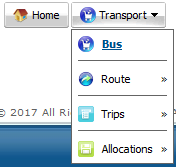 Home Transport
Bus
Route »
© 2017 All Ri
Trips »
Allocations »